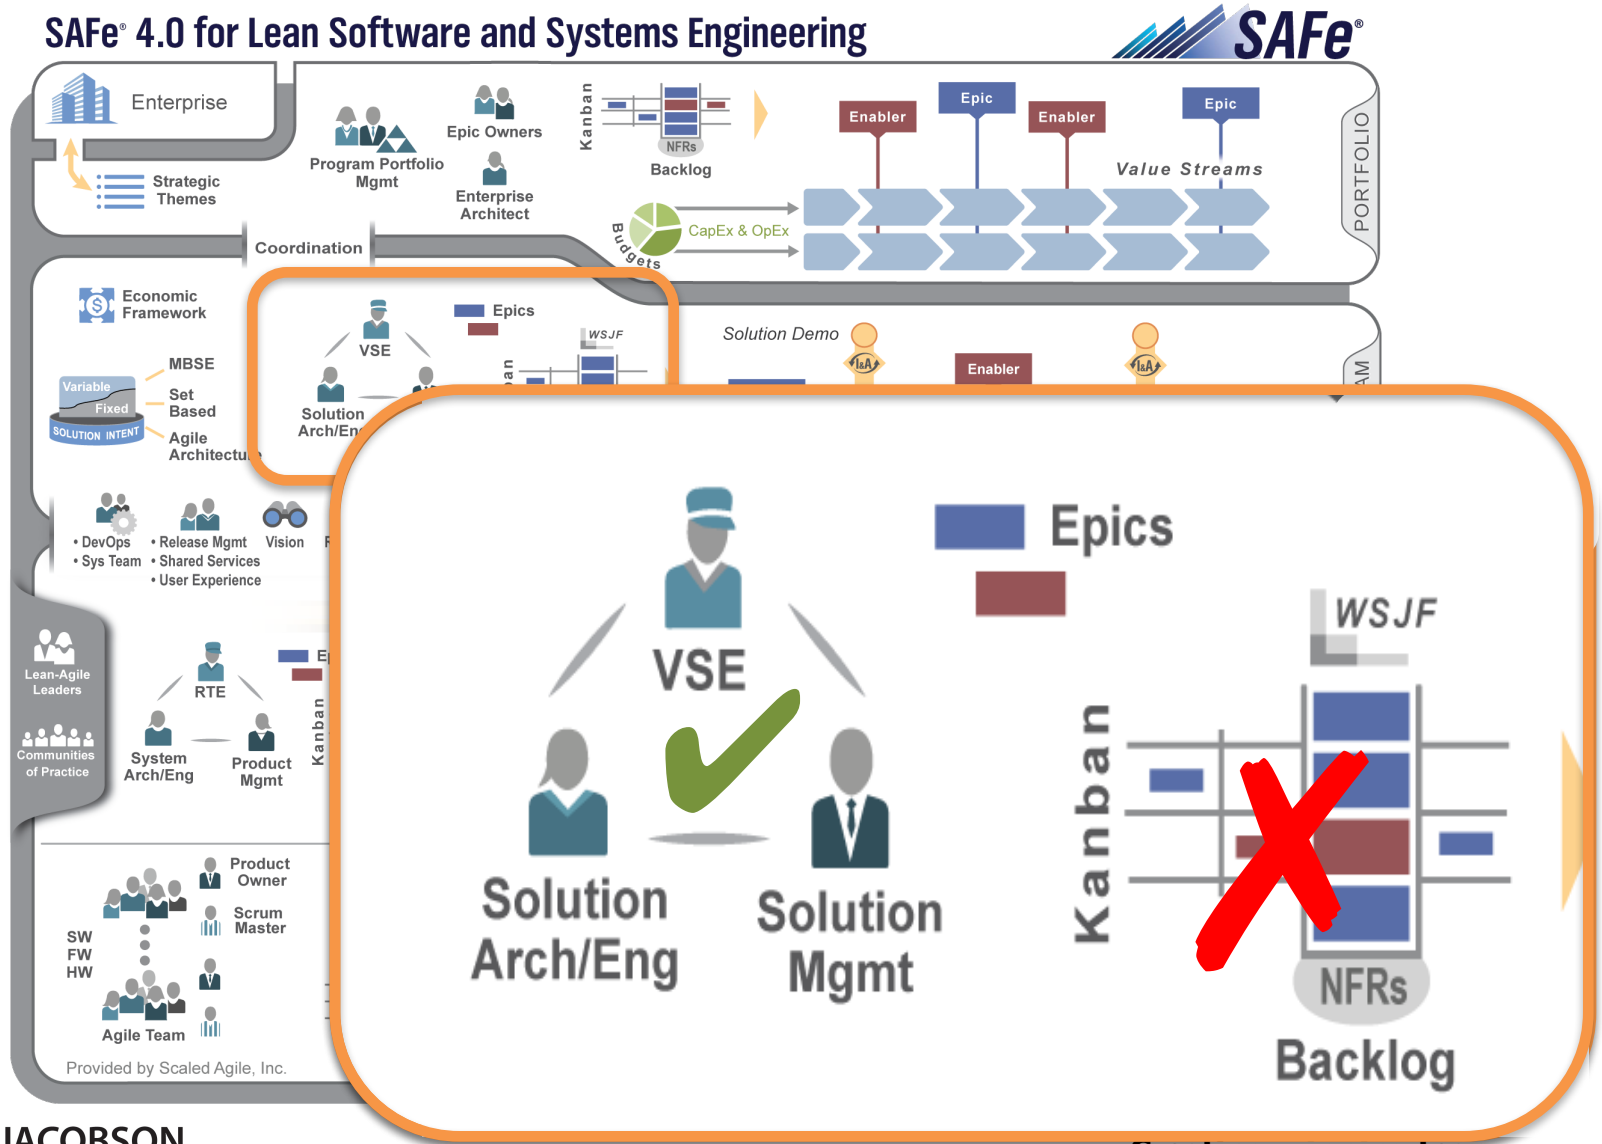 SAFe® 4.0 for Lean Software and Systems Engineering
SAFe®
Enterprise
Strategic
Themes
Program Portfolio
Mgmt
Epic Owners
Enterprise
Architect
Kanban
NFRs
Backlog
Enabler
Epic
Enabler
Epic
Value Streams
Budgets
CapEx & OpEx
PORTFOLIO
Coordination
Economic
Framework
MBSE
Variable
Fixed
SOLUTION INTENT
Set
Based
Agile
Architecture
VSE
Solution
Arch/Eng
Epics
WSJF
Solution Demo
I&A
Enabler
I&A
• DevOps
• Sys Team
• Release Mgmt
• Shared Services
• User Experience
Vision
Lean-Agile
Leaders
Communities
of Practice
RTE
System
Arch/Eng
Product
Mgmt
Kanban
Product
Owner
Scrum
Master
SW
FW
HW
Agile Team
Provided by Scaled Agile, Inc.
VSE
Solution
Arch/Eng
Solution
Mgmt
Epics
WSJF
Kanban
NFRs
Backlog
JACOBSON